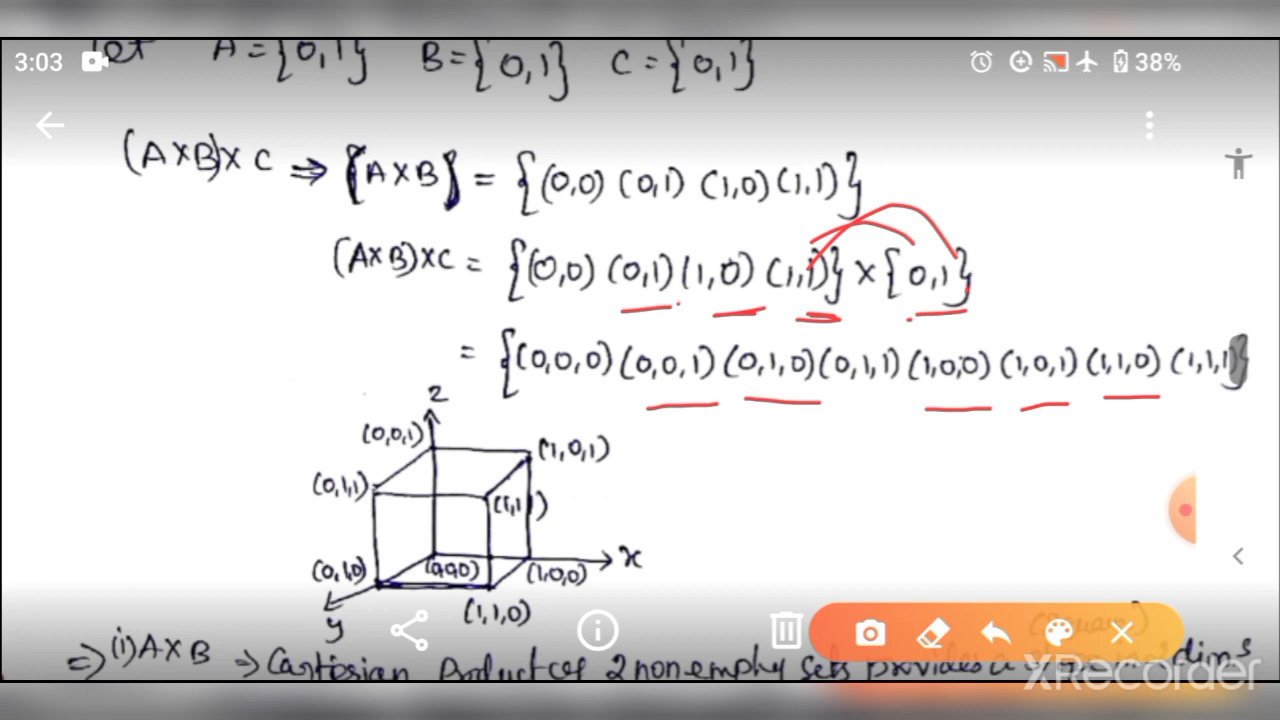 let A = {0,1} B = {0,1} C = {0,1}
3:03 38%
(A×B)×C ⇒ [A×B] = {(0,0) (0,1) (1,0) (1,1)}
(A×B)×C = {(0,0) (0,1) (1,0) (1,1)} × {0,1}
= {(0,0,0) (0,0,1) (0,1,0) (0,1,1) (1,0,0) (1,0,1) (1,1,0) (1,1,1)}
z
(0,0,1)
(1,0,1)
(0,1,1)
(1,1,1)
x
(0,1,0) (0,0,0) (1,0,0)
(1,1,0)
y
⇒ (i) A×B ⇒ Cartosian Product of 2 nonempty sets provides a
XRecorder